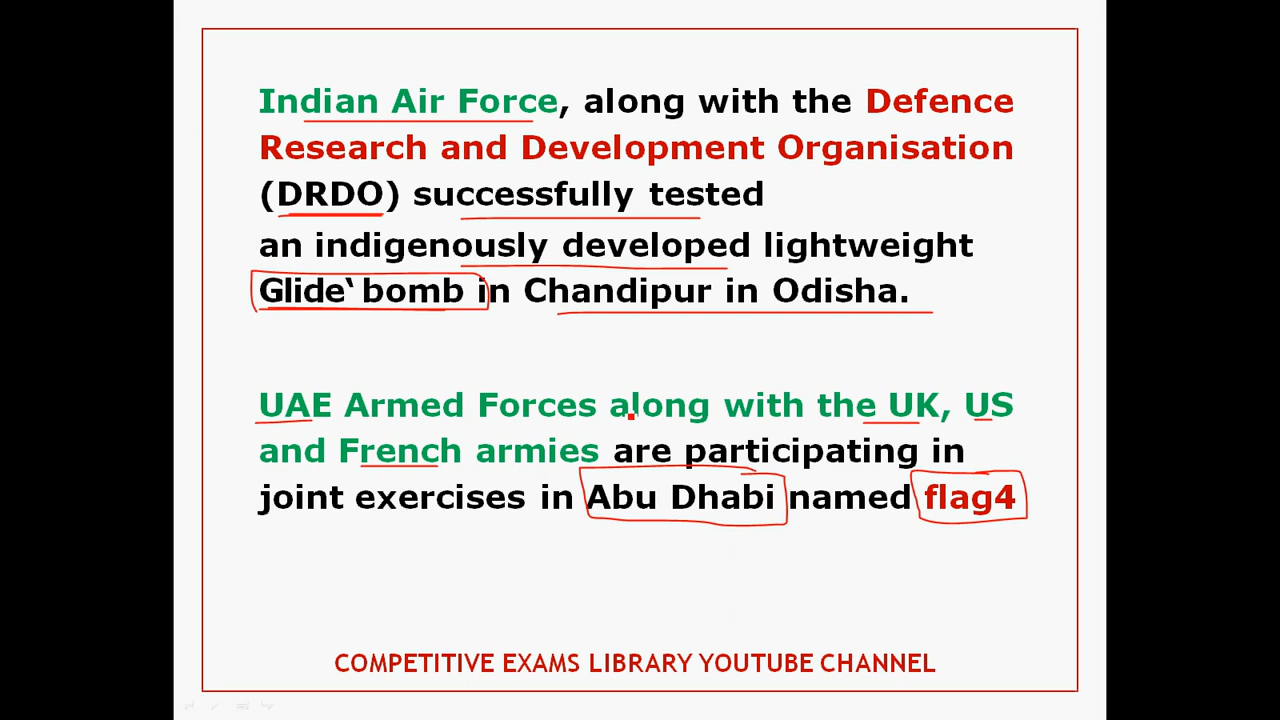 Indian Air Force, along with the Defence
Research and Development Organisation
(DRDO) successfully tested
an indigenously developed lightweight
Glide‘ bomb in Chandipur in Odisha.
UAE Armed Forces along with the UK, US
and French armies are participating in
joint exercises in Abu Dhabi named flag4
COMPETITIVE EXAMS LIBRARY YOUTUBE CHANNEL